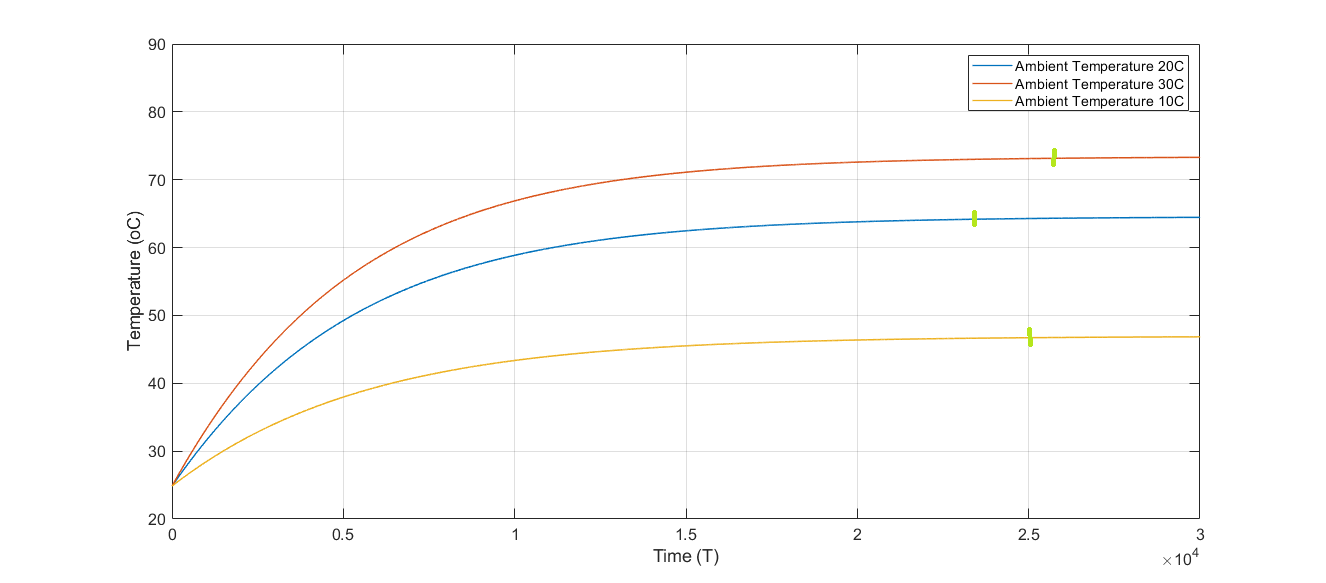 90
80
70
60
50
40
30
20
Temperature (oC)
Ambient Temperature 20C
Ambient Temperature 30C
Ambient Temperature 10C
0 0.5 1 1.5 2 2.5 3
Time (T)
×10^4